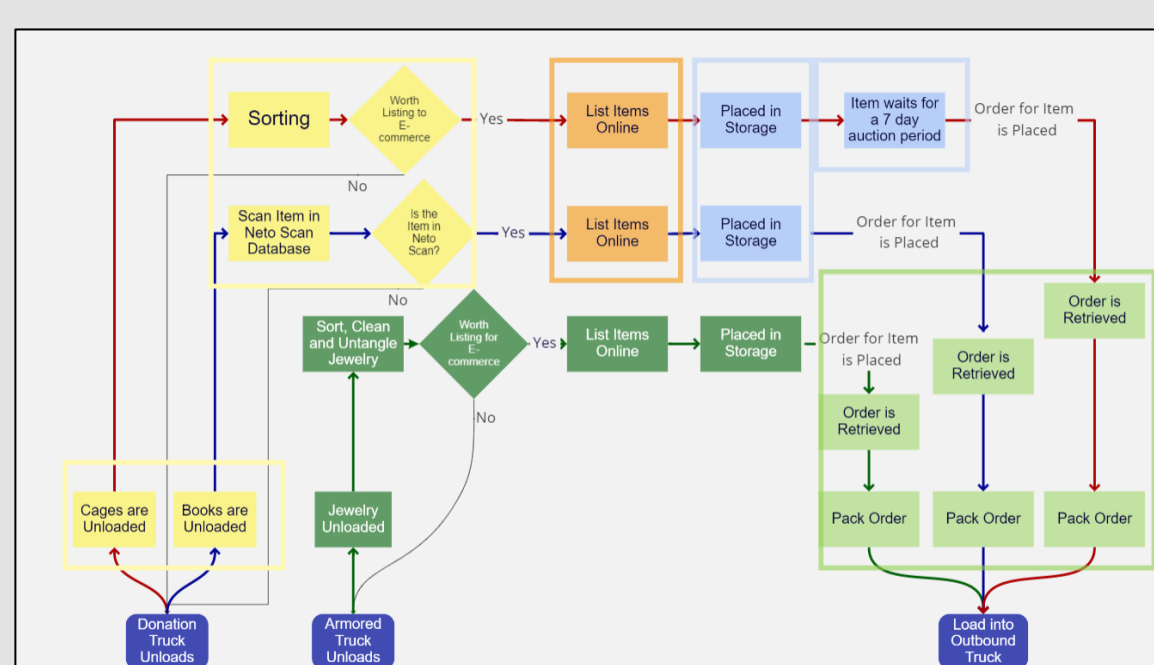 Sorting
Worth
Listing to
E-
commerce
Yes
List Items
Online
Placed in
Storage
Item waits for
a 7 day
auction period
Order for Item
is Placed
No
Scan Item in
Neto Scan
Database
Is the
Item in
Neto
Scan?
Yes
List Items
Online
Placed in
Storage
Order for Item
is Placed
No
Order is
Retrieved
Sort, Clean
and Untangle
Jewelry
Worth
Listing for
E-
commerce
Yes
List Items
Online
Placed in
Storage
Order for Item
is Placed
Order is
Retrieved
No
Order is
Retrieved
Cages are
Unloaded
Books are
Unloaded
Jewelry
Unloaded
Pack Order
Pack Order
Pack Order
Donation
Truck
Unloads
Armored
Truck
Unloads
Load into
Outbound
Truck